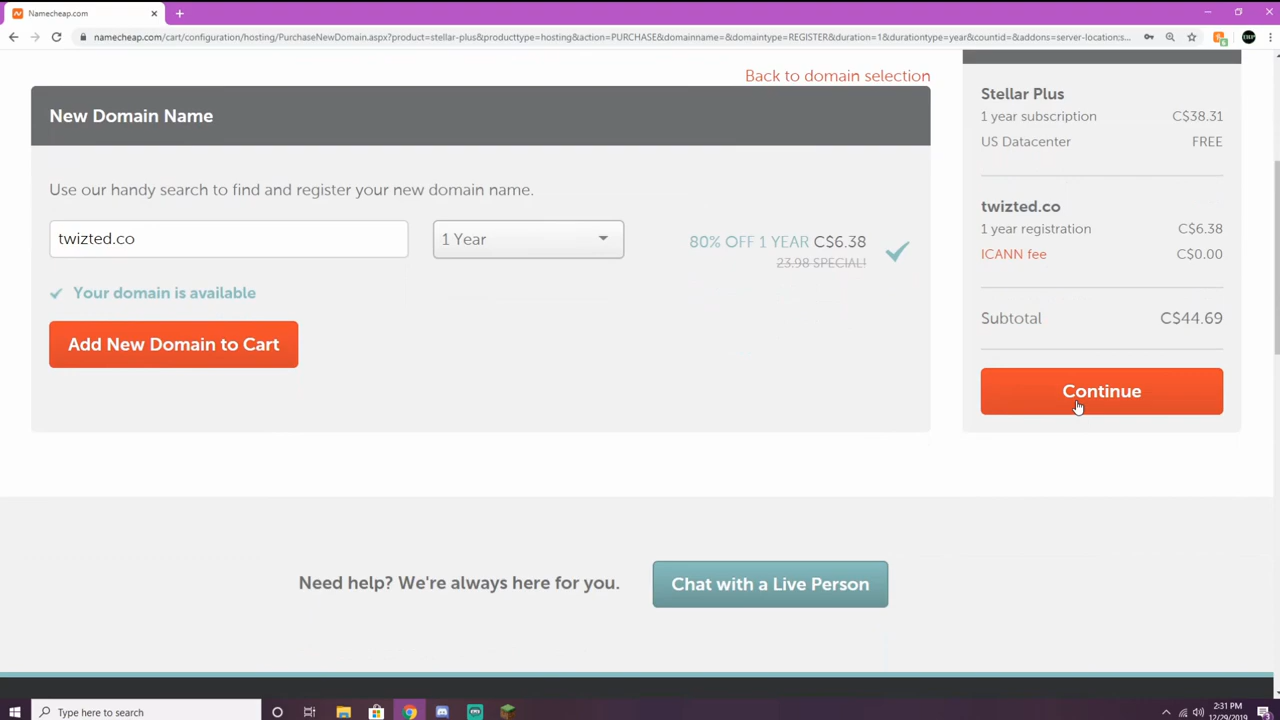 Namecheap.com
namecheap.com/cart/configuration/hosting/PurchaseNewDomain.aspx?product=stellar-plus&producttype=hosting&action=PURCHASE&domainname=&domaintype=REGISTER&duration=1&durationtype=year&countid=&addons=server-location:s...
Back to domain selection
New Domain Name
Use our handy search to find and register your new domain name.
twizted.co
1 Year
80% OFF 1 YEAR C$6.38
23.98 SPECIAL!
Your domain is available
Add New Domain to Cart
Stellar Plus
1 year subscription C$38.31
US Datacenter FREE
twizted.co
1 year registration C$6.38
ICANN fee C$0.00
Subtotal C$44.69
Continue
Need help? We're always here for you.
Chat with a Live Person
Type here to search
2:31 PM
12/29/2019